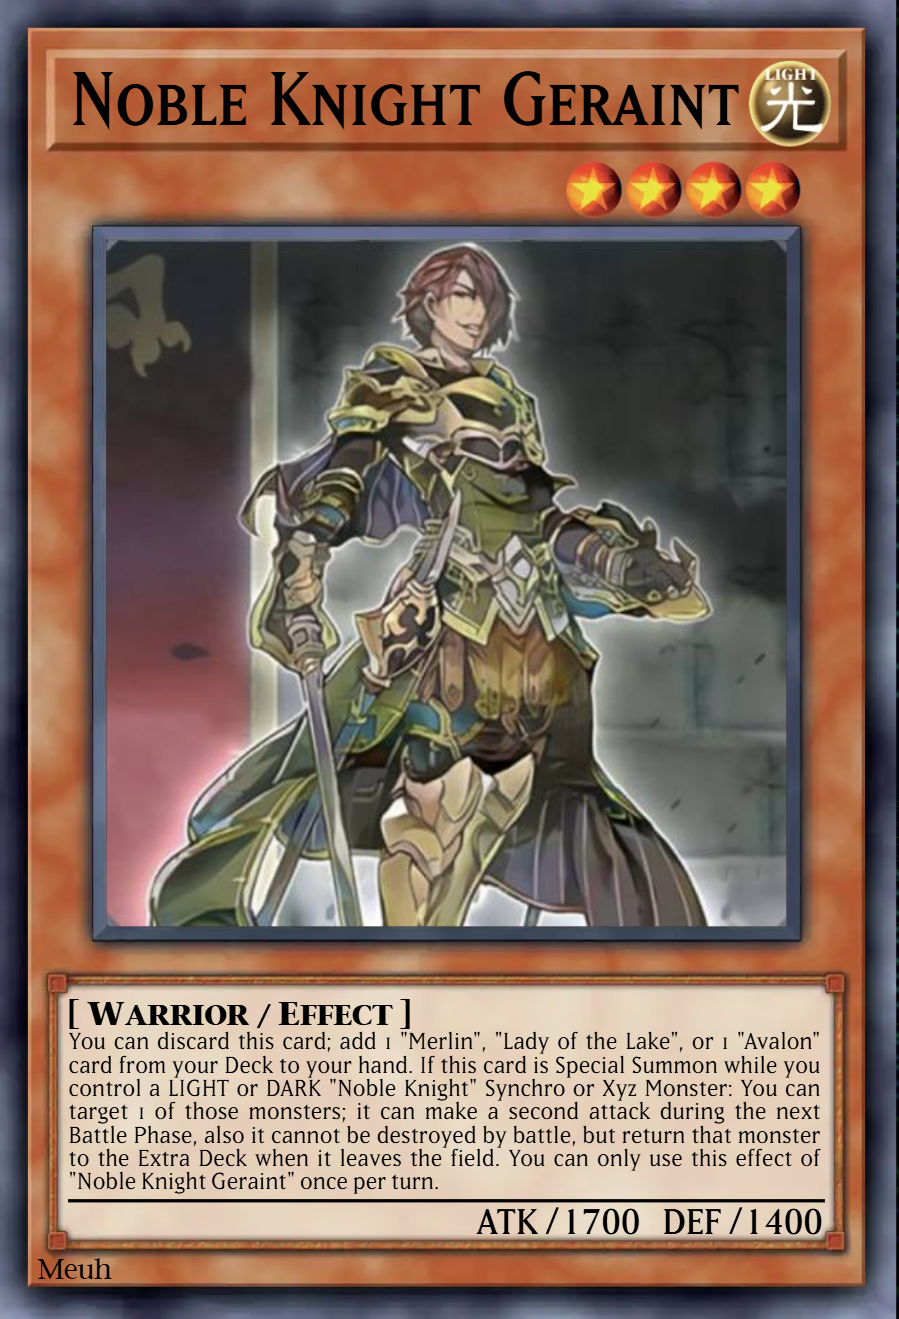 Noble Knight Geraint
LIGHT
光
[ Warrior / Effect ]
You can discard this card; add 1 "Merlin", "Lady of the Lake", or 1 "Avalon"
card from your Deck to your hand. If this card is Special Summon while you
control a LIGHT or DARK "Noble Knight" Synchro or Xyz Monster: You can
target 1 of those monsters; it can make a second attack during the next
Battle Phase, also it cannot be destroyed by battle, but return that monster
to the Extra Deck when it leaves the field. You can only use this effect of
"Noble Knight Geraint" once per turn.
ATK / 1700 DEF / 1400
Meuh